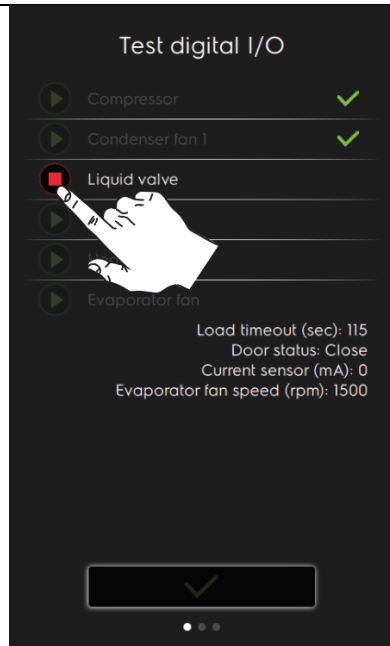 Test digital I/O
Compressor
Condenser fan 1
Liquid valve
Evaporator fan
Load timeout (sec): 115
Door status: Close
Current sensor (mA): 0
Evaporator fan speed (rpm): 1500